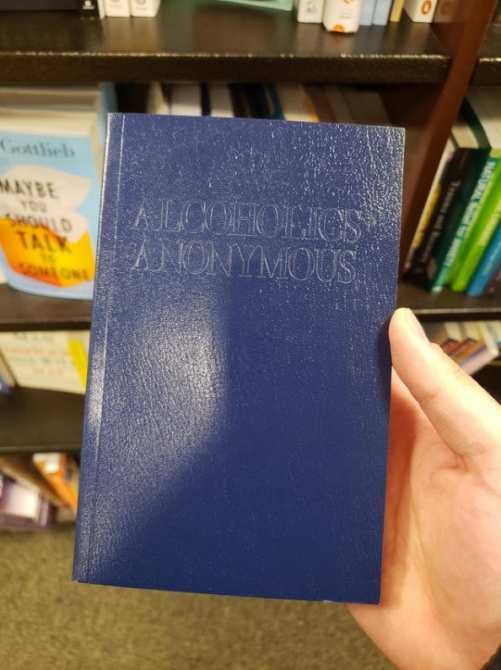 ALCOHOLICS
ANONYMOUS
Gottlieb
MAYBE
YOU
SHOULD
TALK
TO
SOMEONE